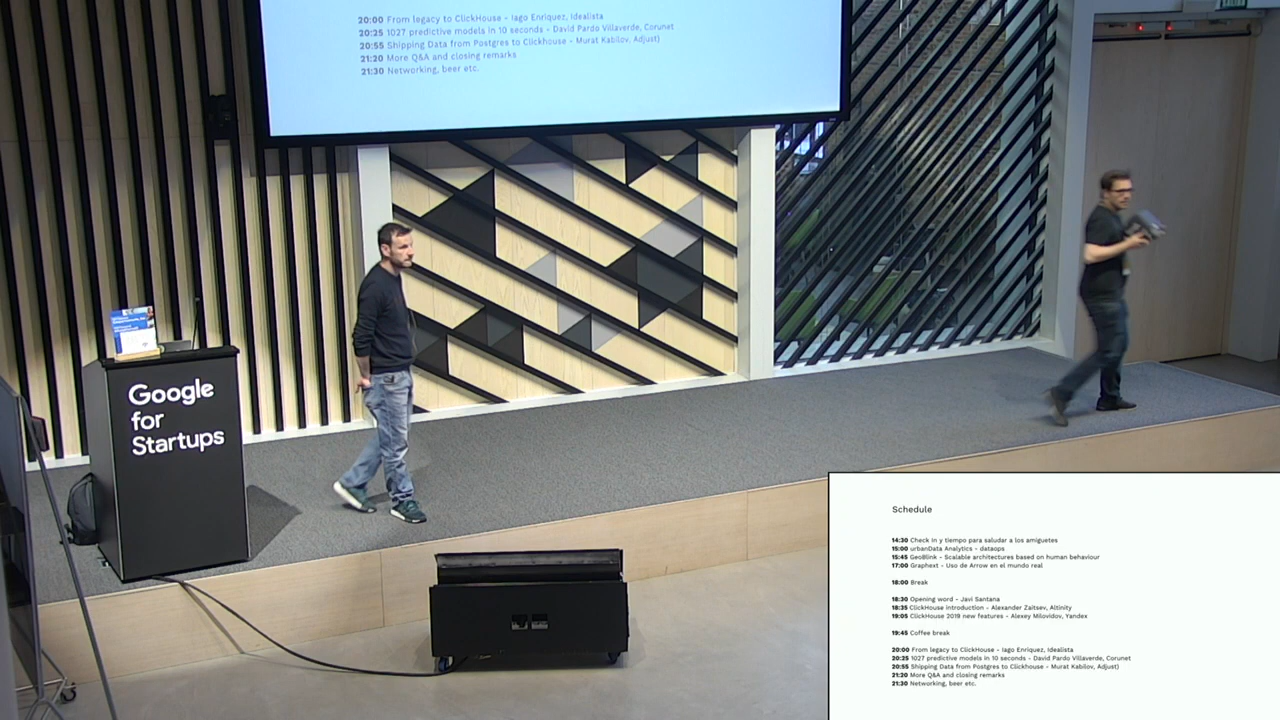 20:00 From legacy to ClickHouse - Iago Enriquez, Idealista
20:25 1027 predictive models in 10 seconds - David Pardo Villaverde, Corunet
20:55 Shipping Data from Postgres to Clickhouse - Murat Kabilov, Adjust)
21:20 More Q&A and closing remarks
21:30 Networking, beer etc.
Google
for
Startups
Schedule
14:30 Check in y tiempo para saludar a los amiguetes
15:00 urbanData Analytics - dataops
15:45 GeoBlink - Scalable architectures based on human behaviour
17:00 Graphext - Uso de Arrow en el mundo real
18:00 Break
18:30 Opening word - Javi Santana
18:35 ClickHouse introduction - Alexander Zaitsev, Altinity
19:05 ClickHouse 2019 new features - Alexey Milovidov, Yandex
19:45 Coffee break
20:00 From legacy to ClickHouse - Iago Enriquez, Idealista
20:25 1027 predictive models in 10 seconds - David Pardo Villaverde, Corunet
20:55 Shipping Data from Postgres to Clickhouse - Murat Kabilov, Adjust)
21:20 More Q&A and closing remarks
21:30 Networking, beer etc.